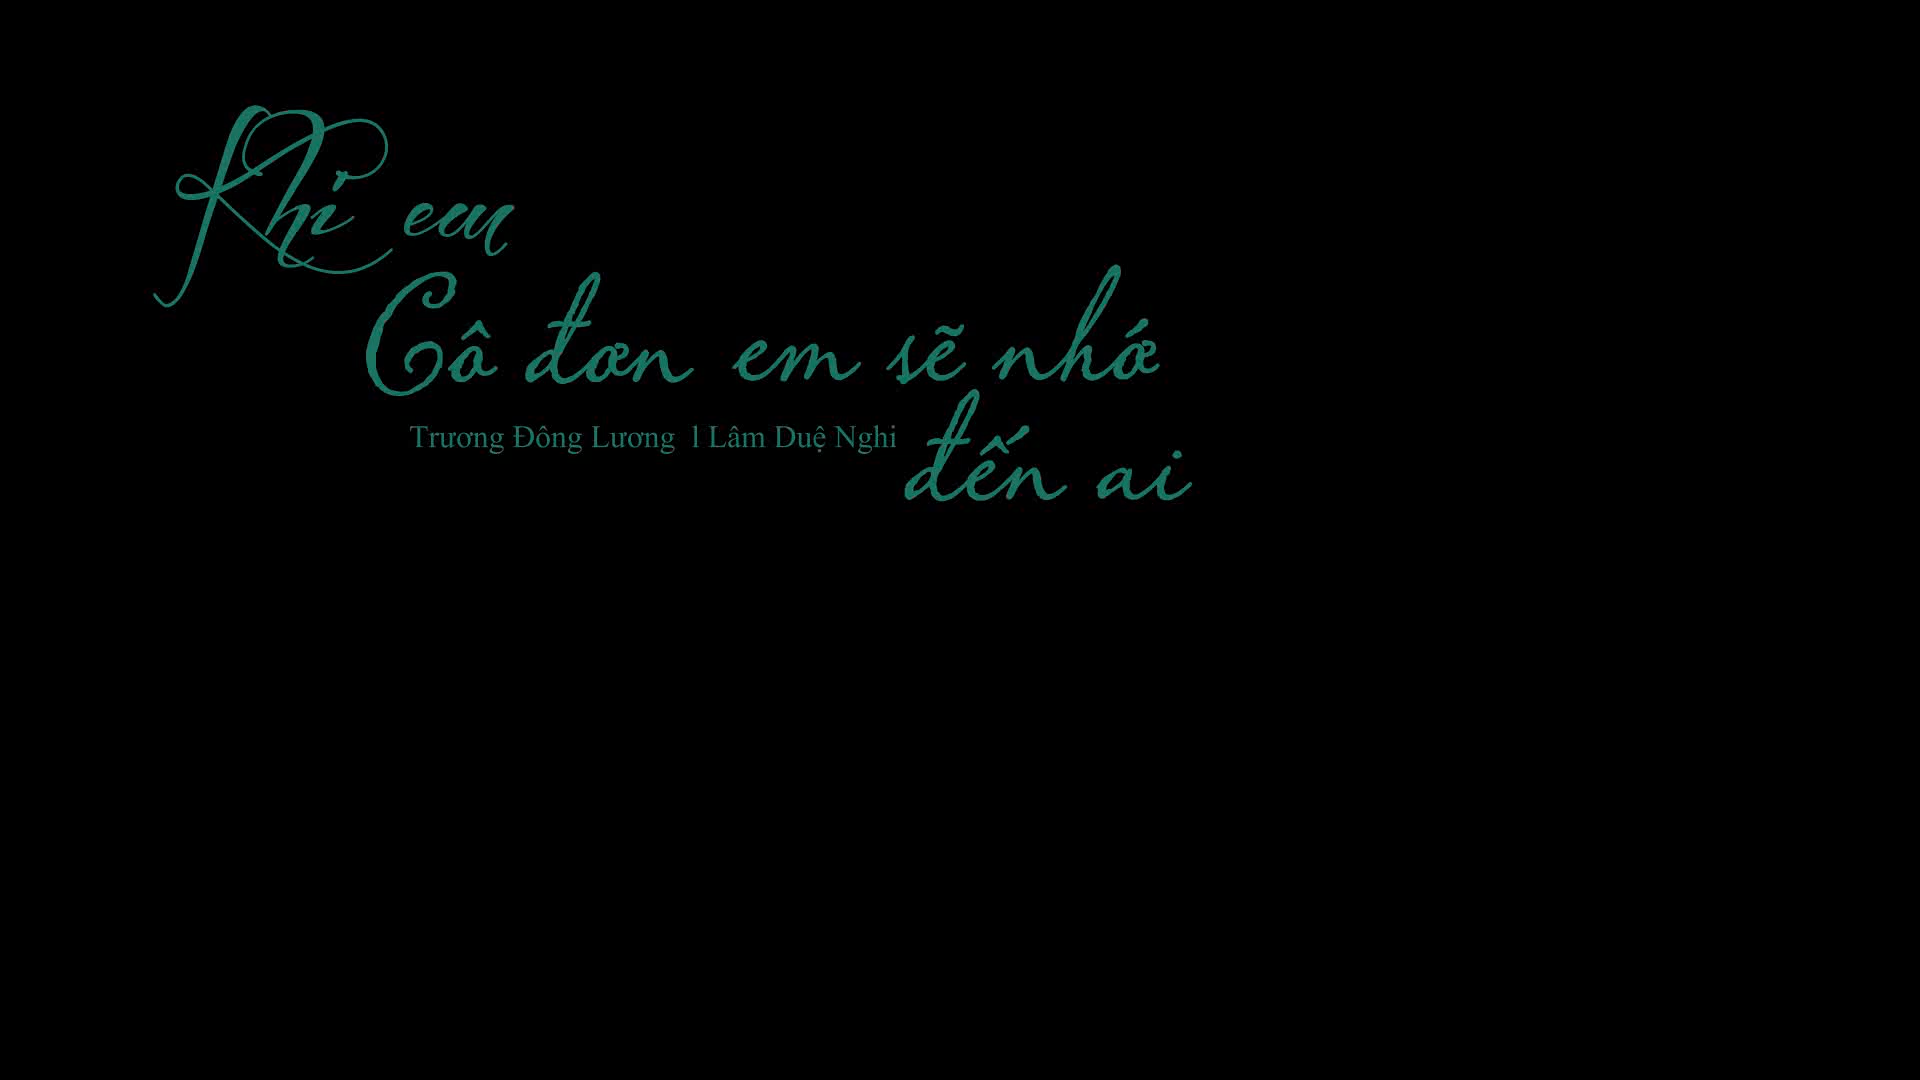 Khi em
Cô đơn em sẽ nhớ
Trương Đông Lương l Lâm Duệ Nghi
đến ai